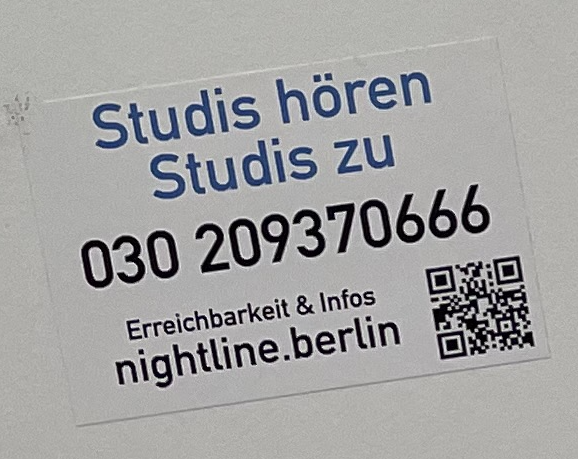 Studis hören
Studis zu
030 209370666
Erreichbarkeit & Infos
nightline.berlin